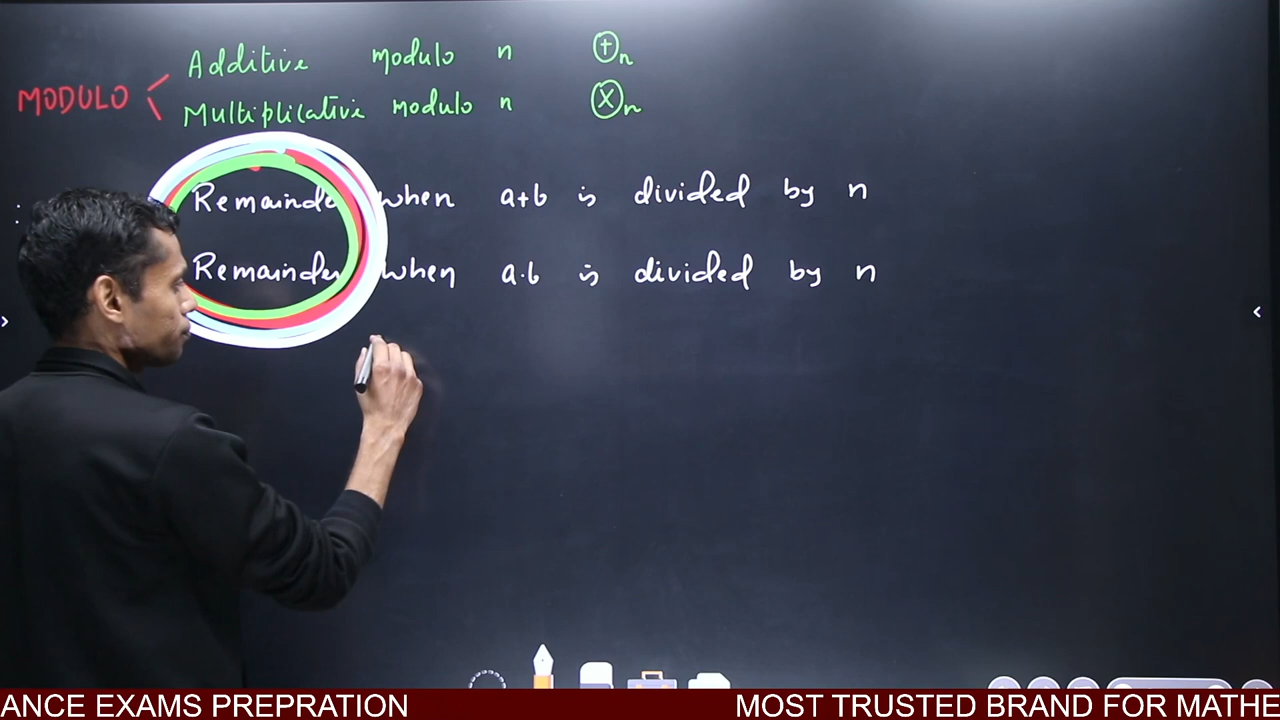 MODULO
Additive modulo n ⊕n
Multiplicative modulo n ⊗n
Remainder when a+b is divided by n
Remainder when a.b is divided by n
ANCE EXAMS PREPRATION MOST TRUSTED BRAND FOR MATHE